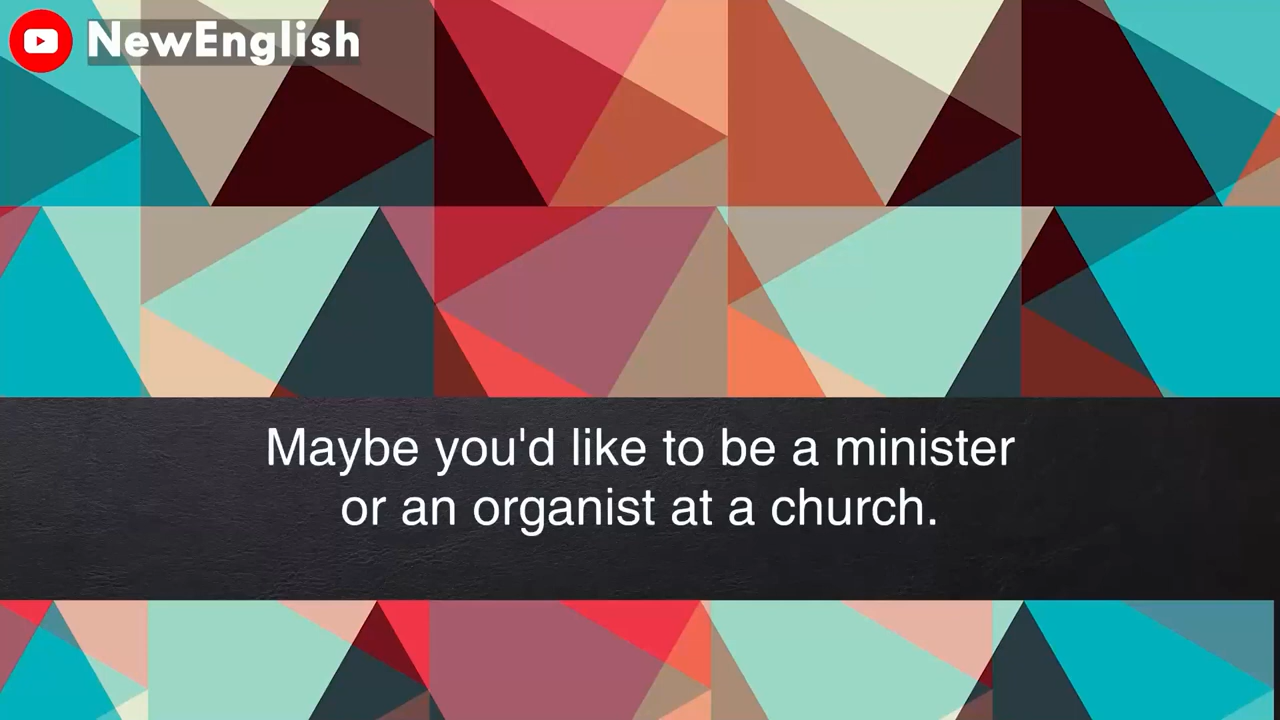 NewEnglish
Maybe you'd like to be a minister
or an organist at a church.